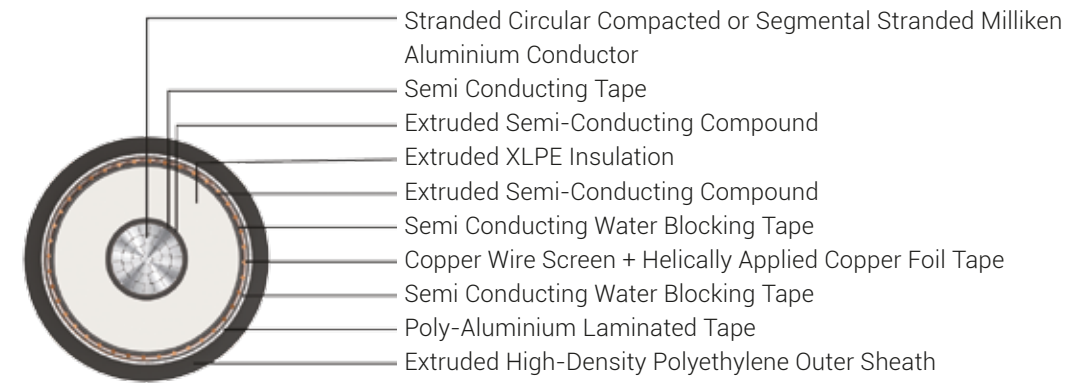 Stranded Circular Compacted or Segmental Stranded Milliken
Aluminium Conductor
Semi Conducting Tape
Extruded Semi-Conducting Compound
Extruded XLPE Insulation
Extruded Semi-Conducting Compound
Semi Conducting Water Blocking Tape
Copper Wire Screen + Helically Applied Copper Foil Tape
Semi Conducting Water Blocking Tape
Poly-Aluminium Laminated Tape
Extruded High-Density Polyethylene Outer Sheath